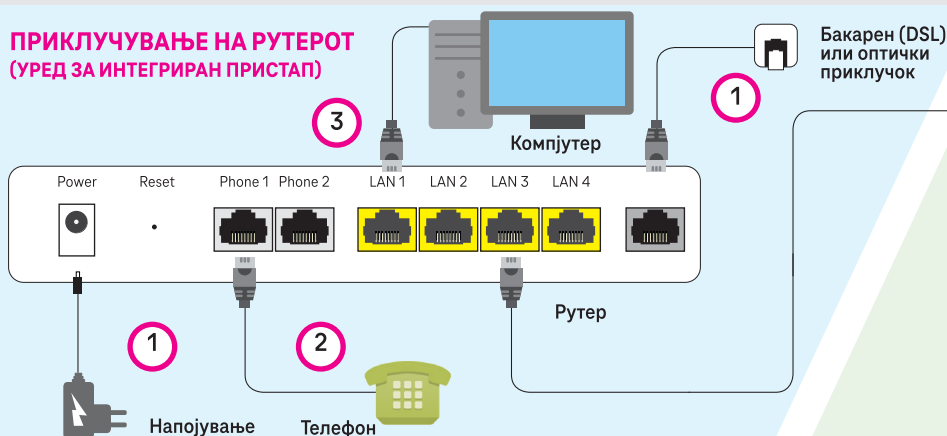 ПРИКЛУЧУВАЊЕ НА РУТЕРОТ
(УРЕД ЗА ИНТЕГРИРАН ПРИСТАП)
Бакарен (DSL)
или оптички
приклучок
1
3
Компјутер
Power Reset Phone 1 Phone 2 LAN 1 LAN 2 LAN 3 LAN 4
Рутер
1
2
Напојување
Телефон